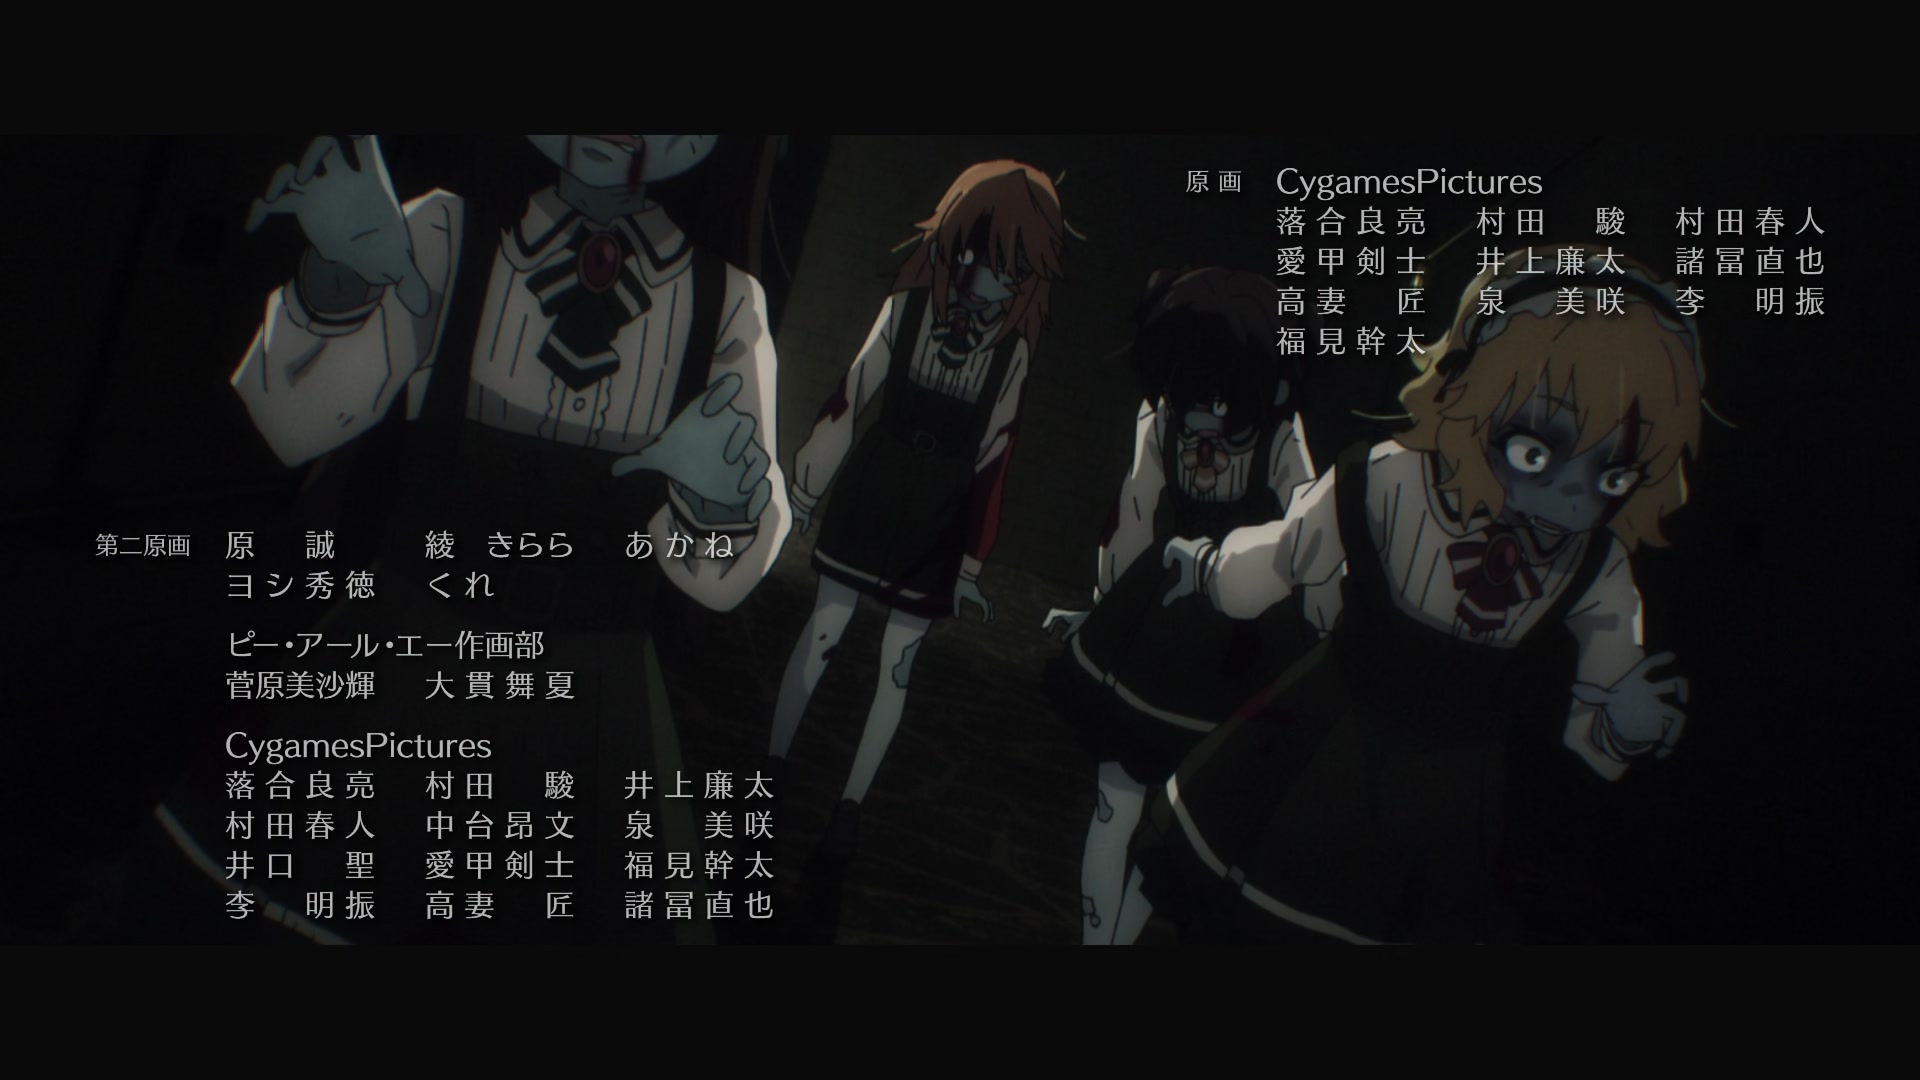 原画 CygamesPictures
落合良亮 村田 駿 村田春人
愛甲剣士 井上廉太 諸冨直也
高妻 匠 泉 美咲 李 明振
福見幹太
第二原画 原 誠 綾 きらら あかね
ヨシ秀徳 くれ
ピー・アール・エー作画部
菅原美沙輝 大貫舞夏
CygamesPictures
落合良亮 村田 駿 井上廉太
村田春人 中台昂文 泉 美咲
井口 聖 愛甲剣士 福見幹太
李 明振 高妻 匠 諸冨直也